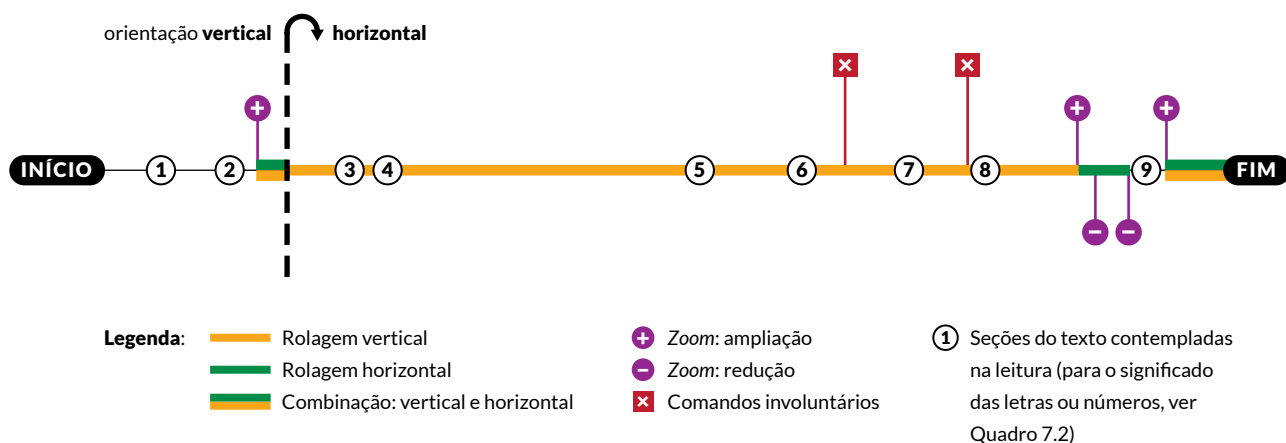 orientação vertical horizontal
INÍCIO 1 2 3 4 5 6 7 8 9 FIM
Legenda: Rolagem vertical
Rolagem horizontal
Combinação: vertical e horizontal
Zoom: ampliação
Zoom: redução
Comandos involuntários
1 Seções do texto contempladas
na leitura (para o significado
das letras ou números, ver
Quadro 7.2)